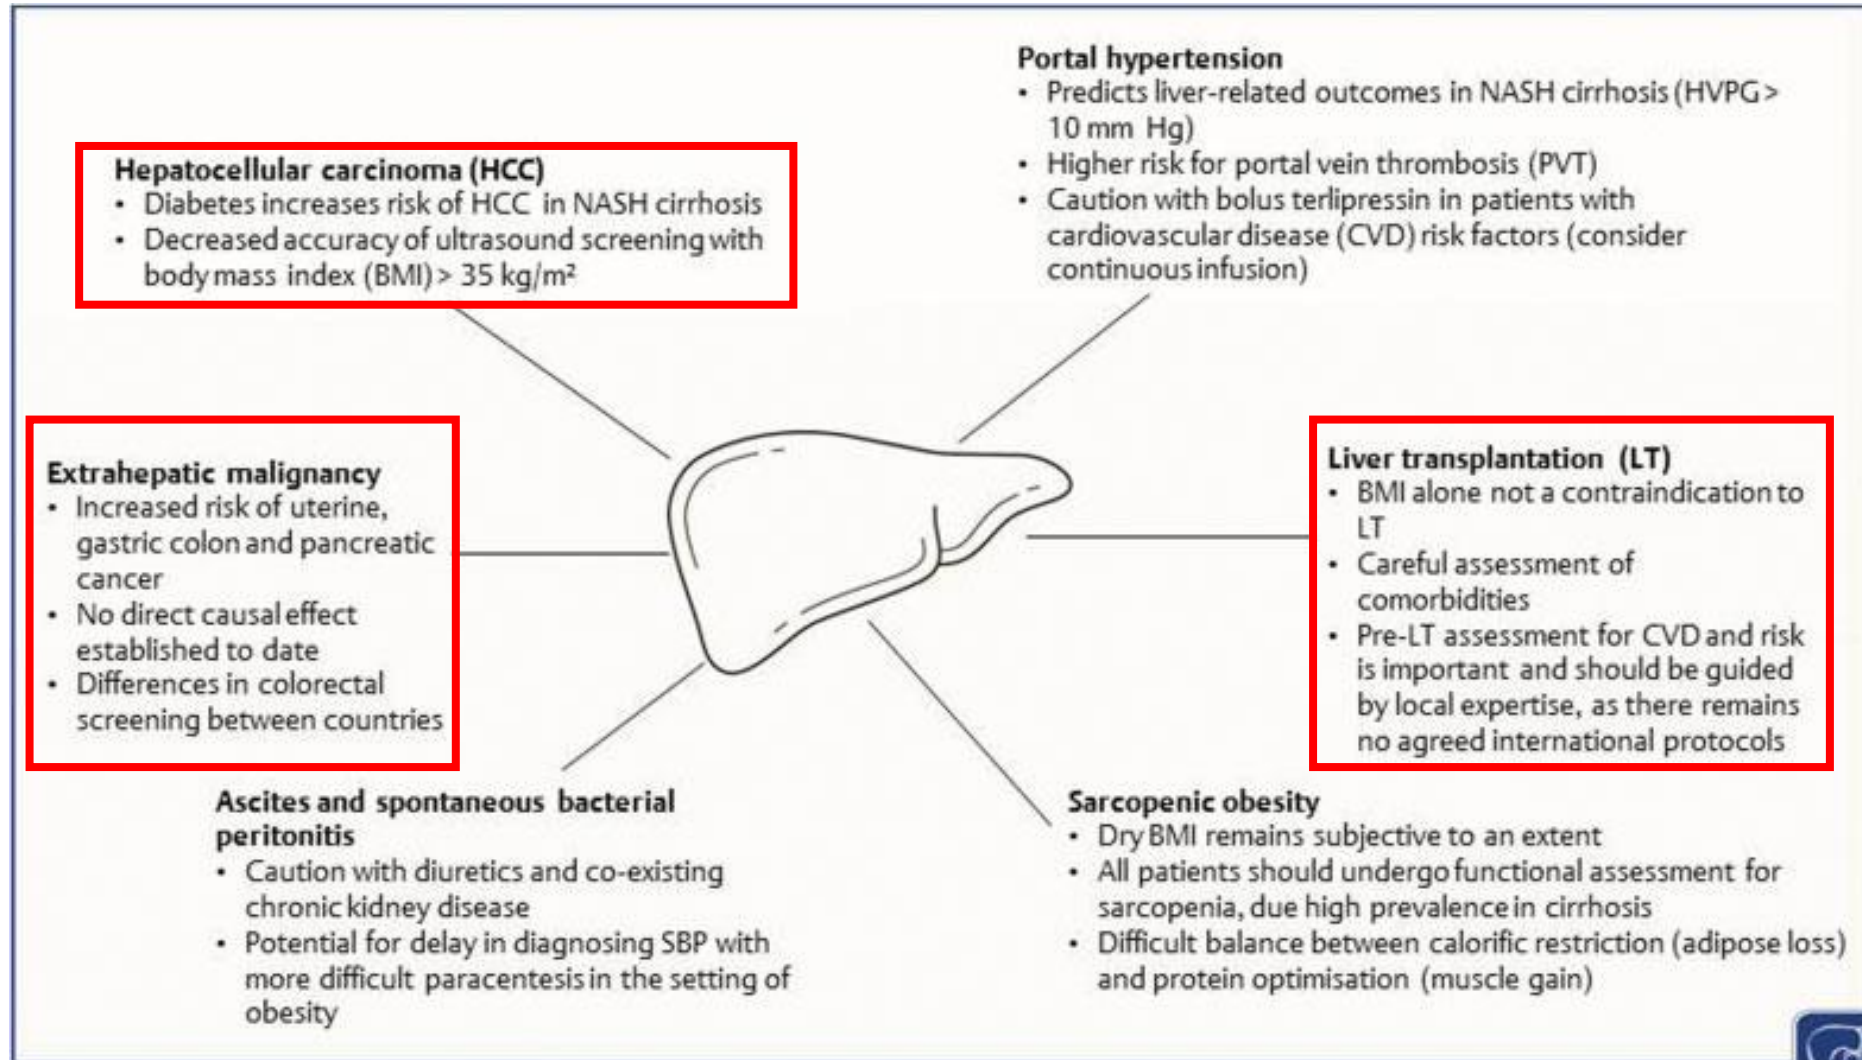 Portal hypertension
• Predicts liver-related outcomes in NASH cirrhosis (HVPG >
10 mm Hg)
• Higher risk for portal vein thrombosis (PVT)
• Caution with bolus terlipressin in patients with
cardiovascular disease (CVD) risk factors (consider
continuous infusion)
Hepatocellular carcinoma (HCC)
• Diabetes increases risk of HCC in NASH cirrhosis
• Decreased accuracy of ultrasound screening with
body mass index (BMI) > 35 kg/m²
Extrahepatic malignancy
• Increased risk of uterine,
gastric colon and pancreatic
cancer
• No direct causal effect
established to date
• Differences in colorectal
screening between countries
Liver transplantation (LT)
• BMI alone not a contraindication to
LT
• Careful assessment of
comorbidities
• Pre-LT assessment for CVD and risk
is important and should be guided
by local expertise, as there remains
no agreed international protocols
Ascites and spontaneous bacterial
peritonitis
• Caution with diuretics and co-existing
chronic kidney disease
• Potential for delay in diagnosing SBP with
more difficult paracentesis in the setting of
obesity
Sarcopenic obesity
• Dry BMI remains subjective to an extent
• All patients should undergo functional assessment for
sarcopenia, due high prevalence in cirrhosis
• Difficult balance between calorific restriction (adipose loss)
and protein optimisation (muscle gain)